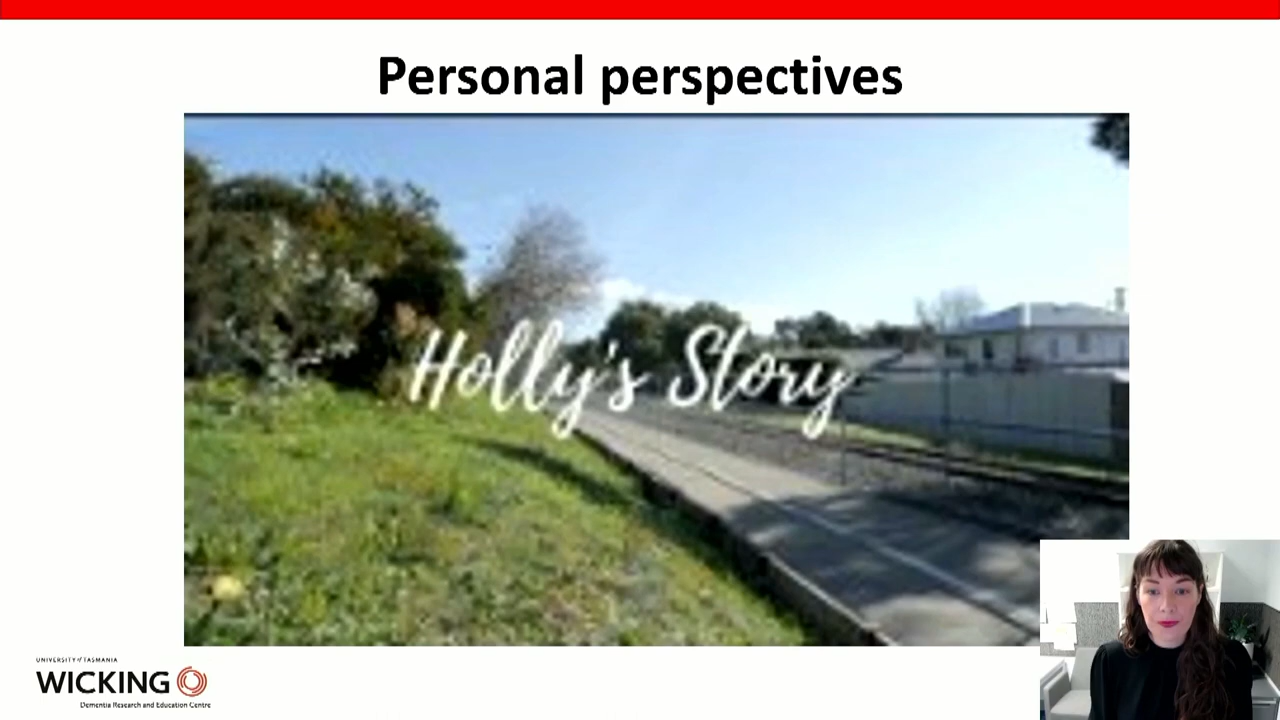 Personal perspectives
Holly's Story
UNIVERSITY of TASMANIA
WICKING
Dementia Research and Education Centre